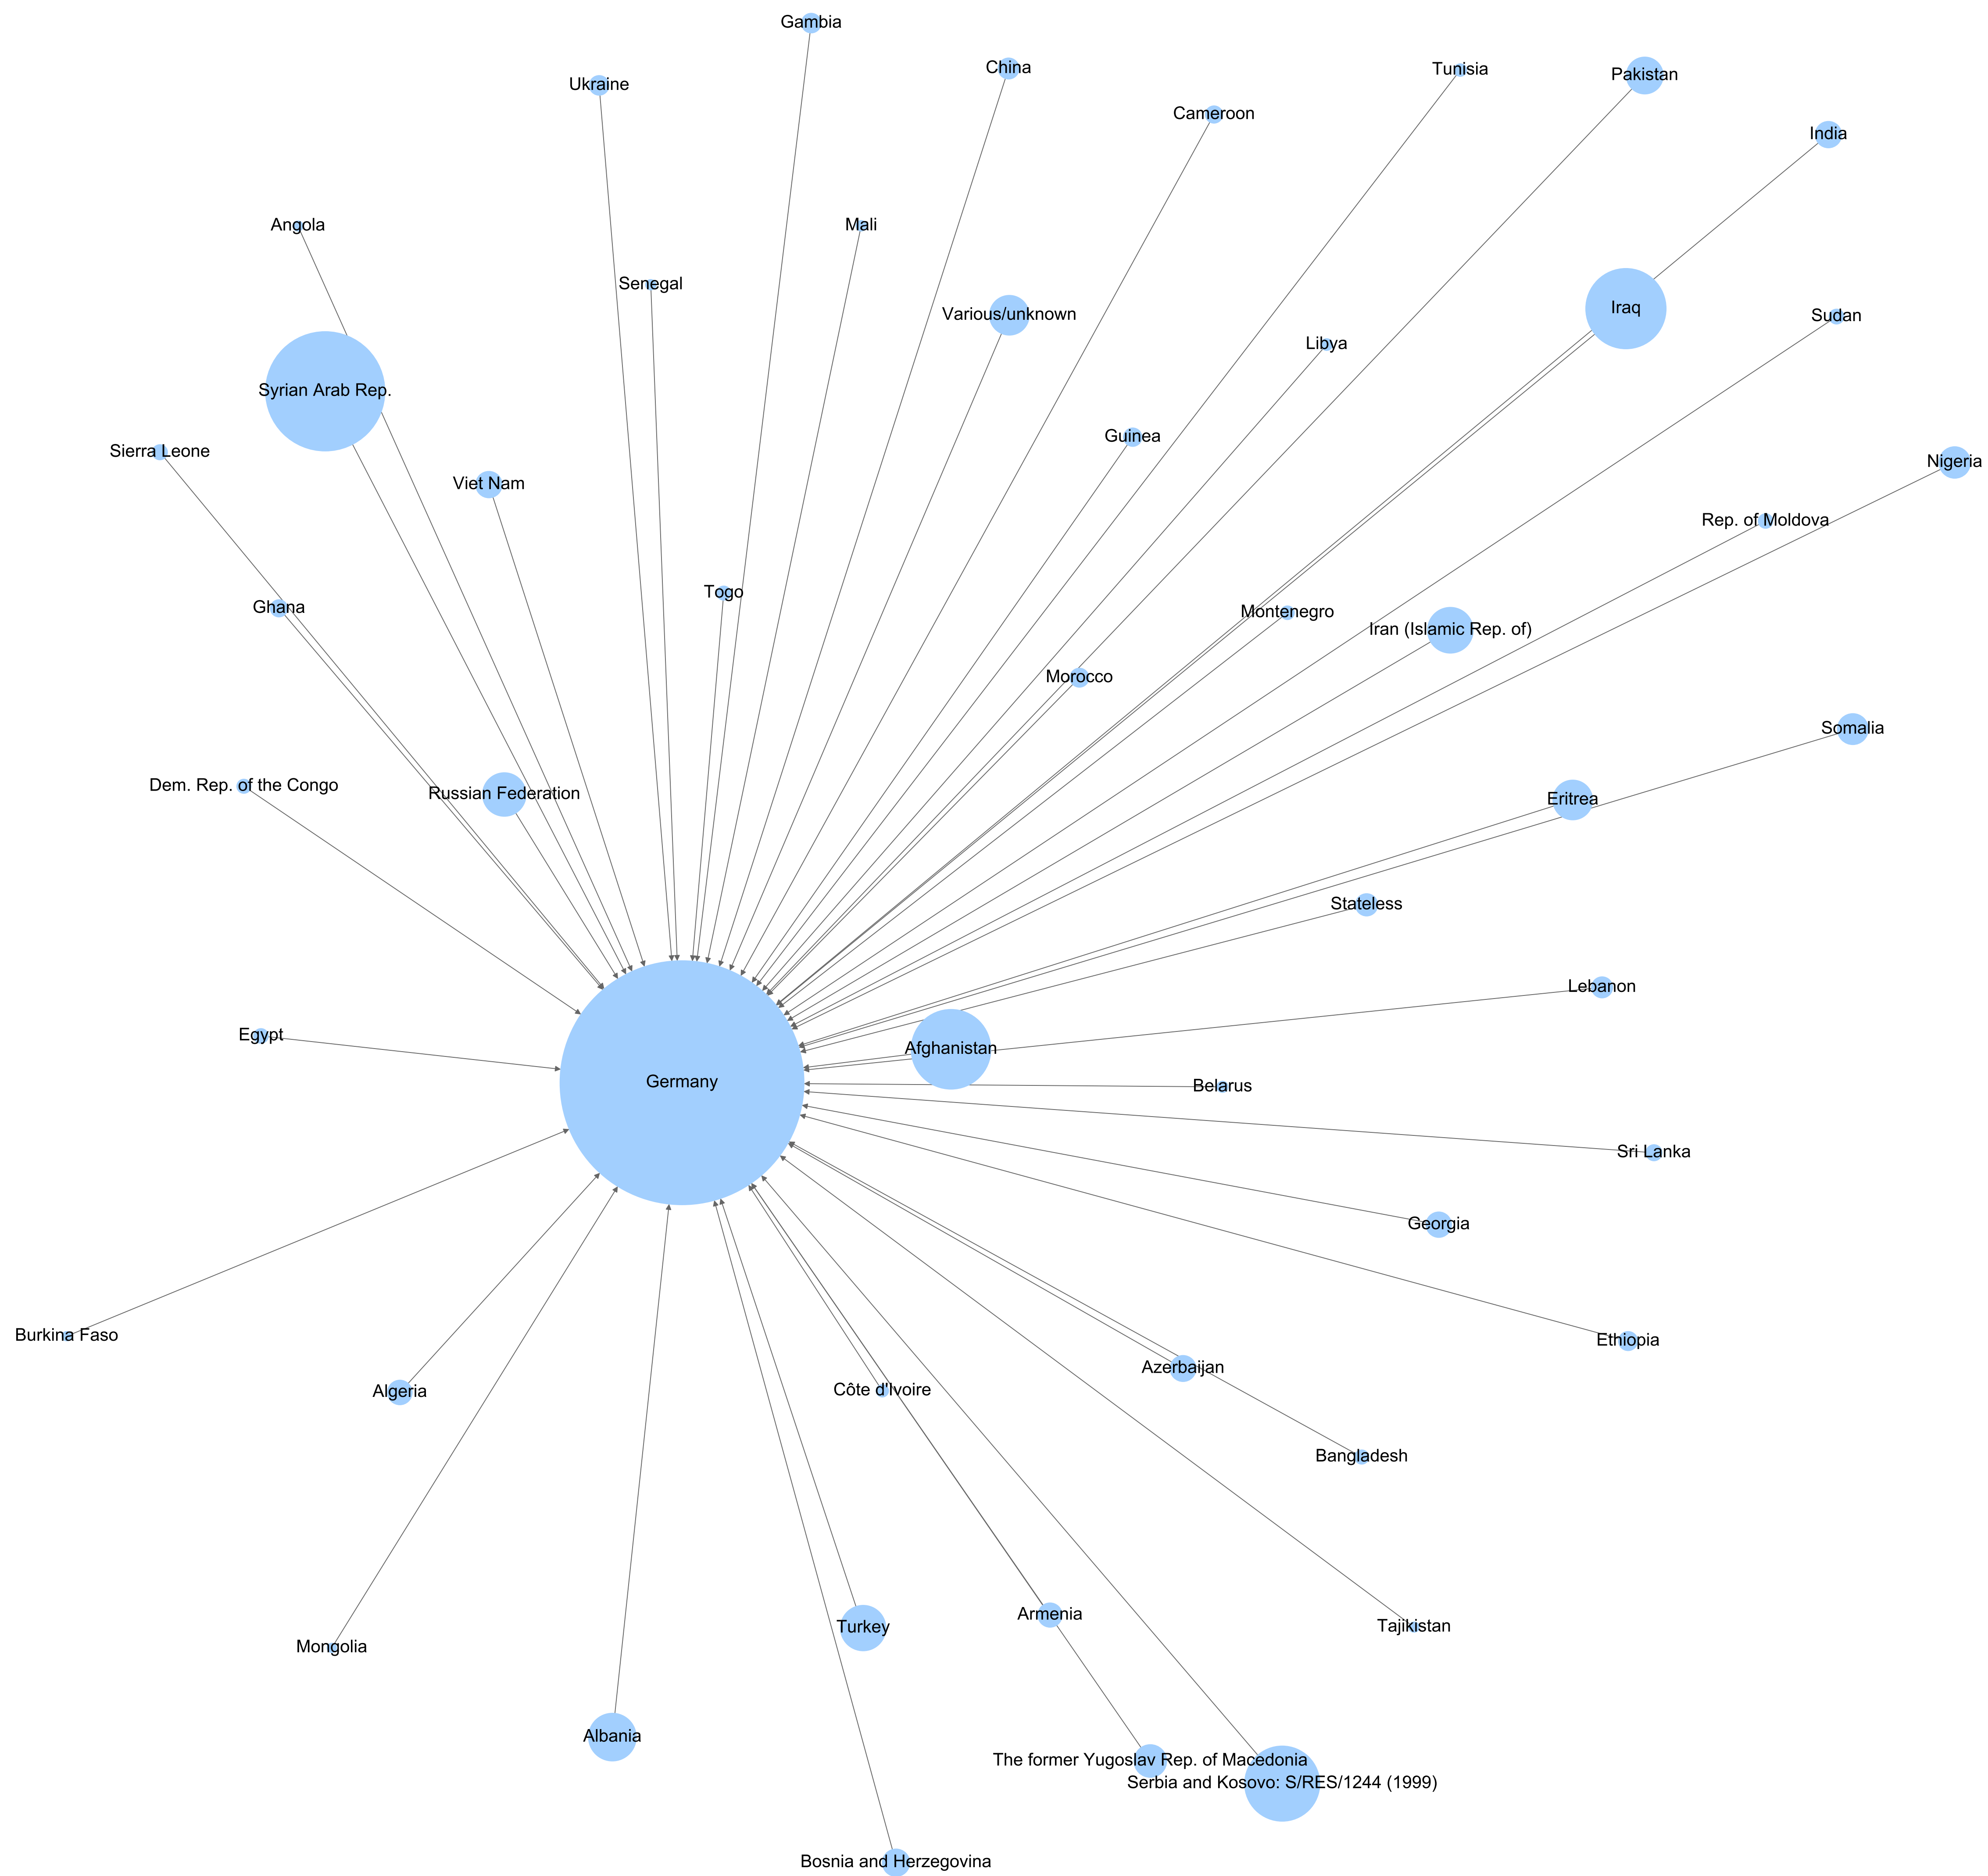 Gambia
China
Tunisia
Pakistan
Ukraine
Cameroon
India
Angola
Mali
Senegal
Various/unknown
Iraq
Sudan
Libya
Syrian Arab Rep.
Guinea
Sierra Leone
Nigeria
Viet Nam
Rep. of Moldova
Togo
Ghana
Montenegro
Iran (Islamic Rep. of)
Morocco
Somalia
Dem. Rep. of the Congo
Russian Federation
Eritrea
Stateless
Lebanon
Egypt
Afghanistan
Germany
Belarus
Sri Lanka
Georgia
Burkina Faso
Ethiopia
Azerbaijan
Algeria
Côte d'Ivoire
Bangladesh
Armenia
Turkey
Tajikistan
Mongolia
Albania
The former Yugoslav Rep. of Macedonia
Serbia and Kosovo: S/RES/1244 (1999)
Bosnia and Herzegovina